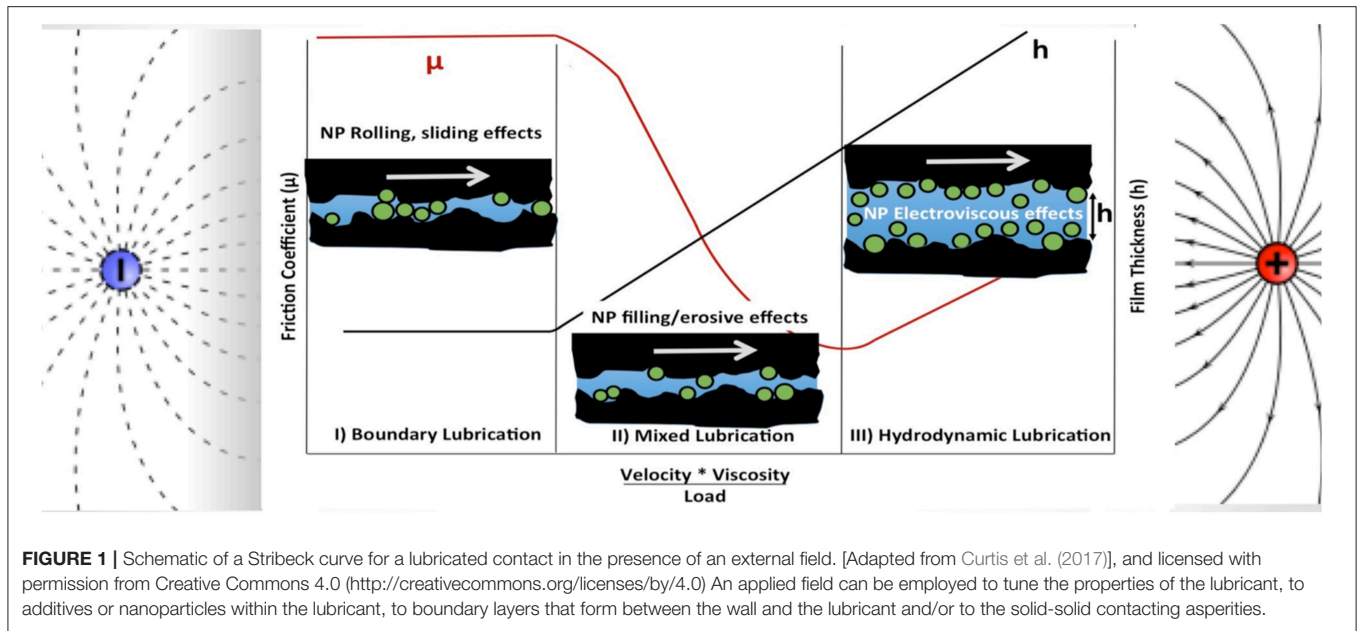 μ
h
NP Rolling, sliding effects
Friction Coefficient (μ)
NP Electroviscous effects
h
Film Thickness (h)
+
NP filling/erosive effects
I) Boundary Lubrication
II) Mixed Lubrication
III) Hydrodynamic Lubrication
Velocity * Viscosity
Load
FIGURE 1 | Schematic of a Stribeck curve for a lubricated contact in the presence of an external field. [Adapted from Curtis et al. (2017)], and licensed with
permission from Creative Commons 4.0 (http://creativecommons.org/licenses/by/4.0) An applied field can be employed to tune the properties of the lubricant, to
additives or nanoparticles within the lubricant, to boundary layers that form between the wall and the lubricant and/or to the solid-solid contacting asperities.